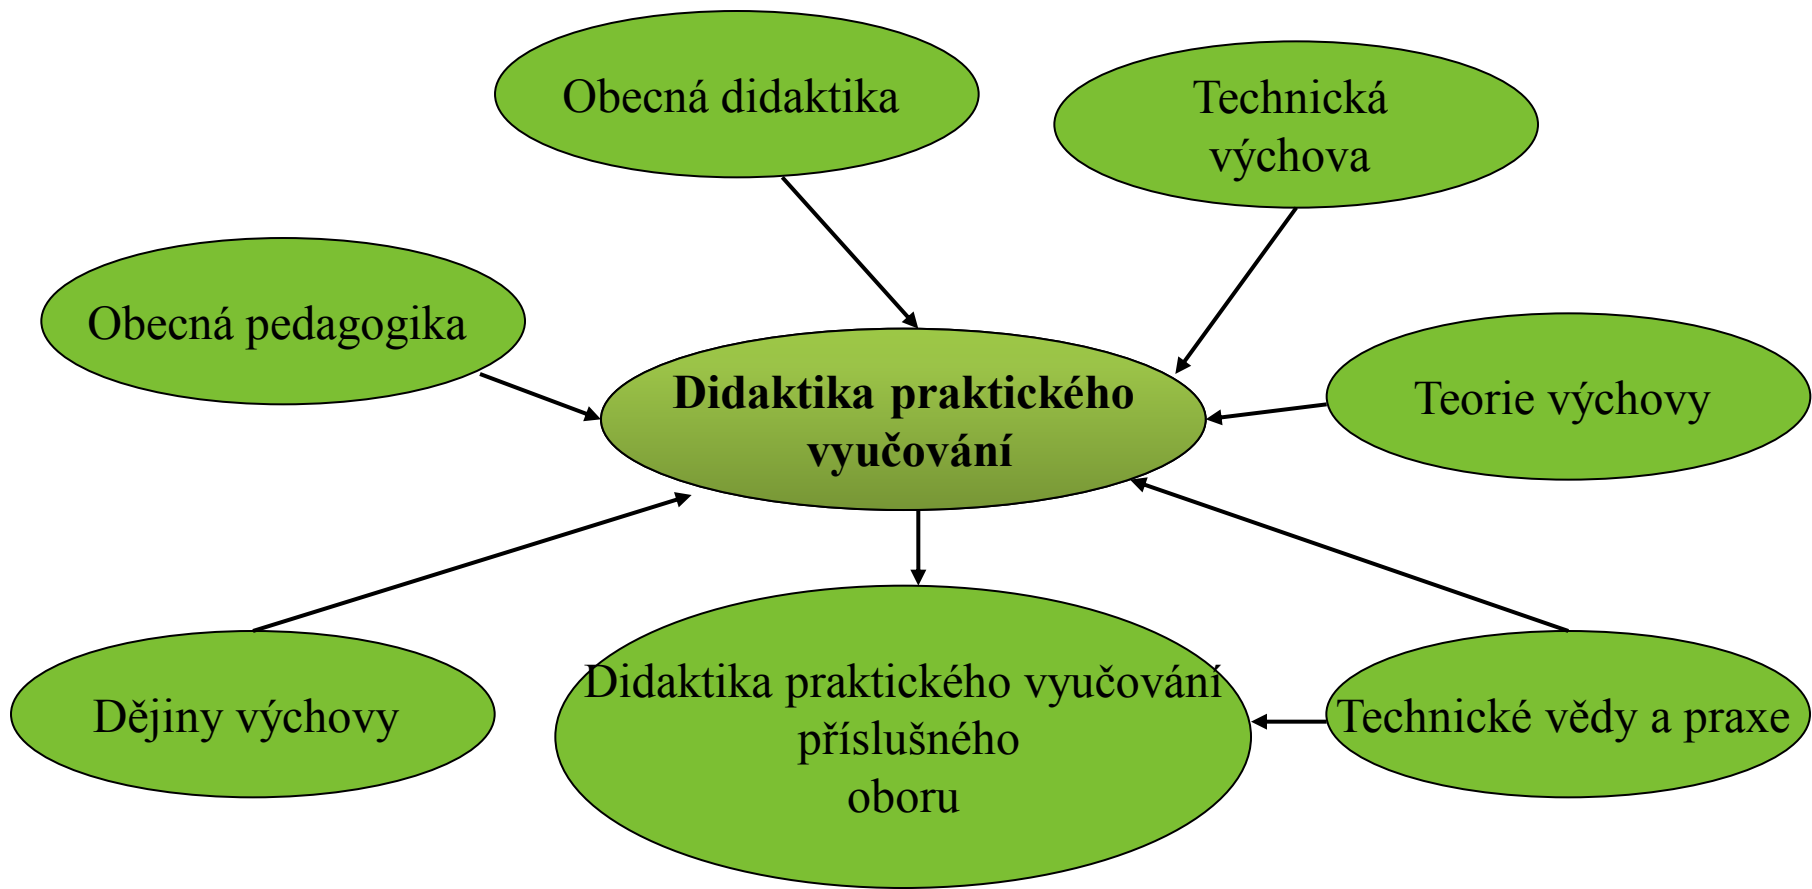 Obecná didaktika
Technická
výchova
Obecná pedagogika
Didaktika praktického
vyučování
Teorie výchovy
Dějiny výchovy
Didaktika praktického vyučování
příslušného
oboru
Technické vědy a praxe